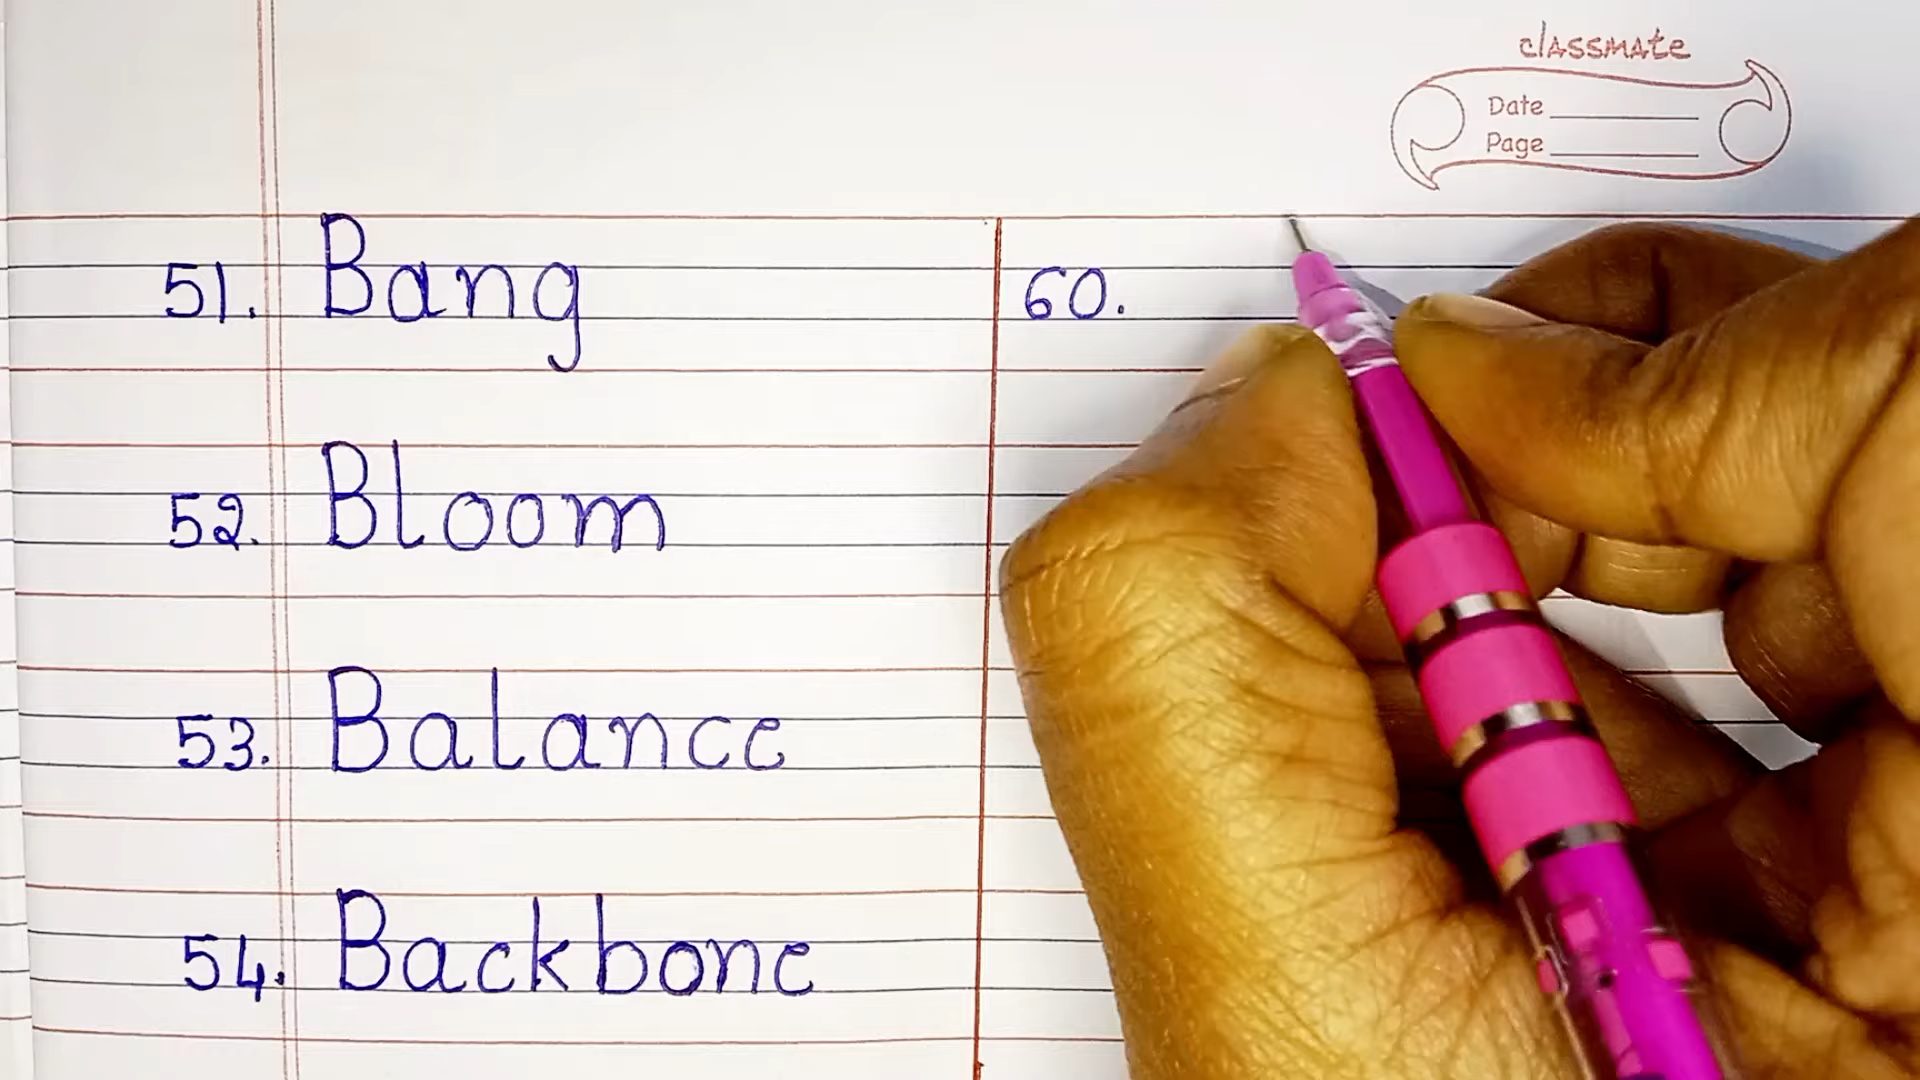 classmate
Date
Page
51. Bang
52. Bloom
53. Balance
54. Backbone
60.